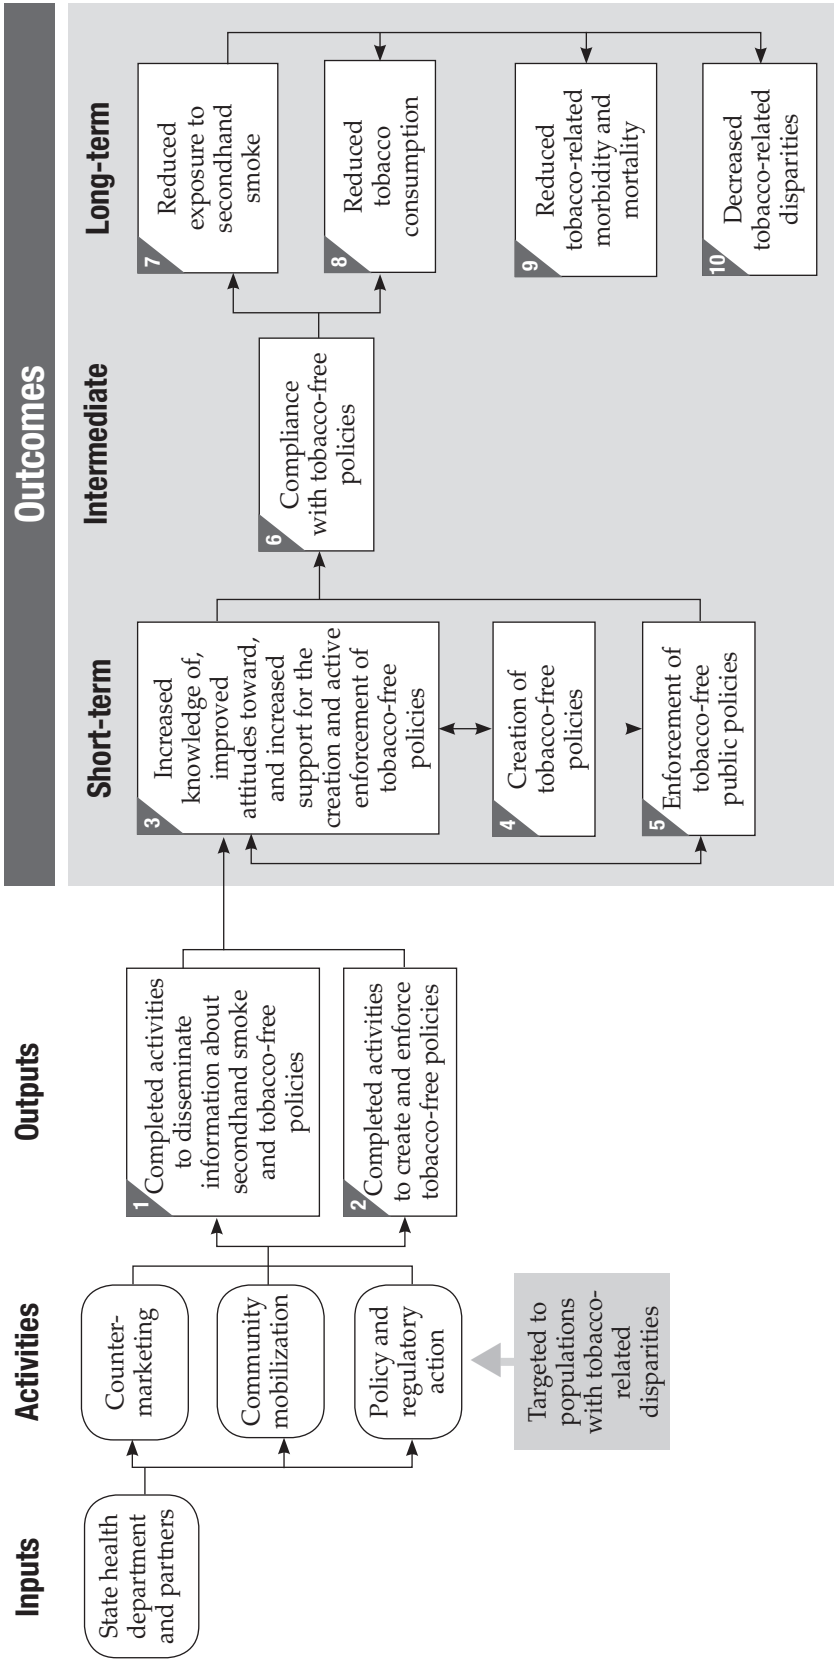 Outcomes
Inputs
Activities
Outputs
Short-term
Intermediate
Long-term
State health
department
and partners
Counter-
marketing
Community
mobilization
Policy and
regulatory
action
Targeted to
populations
with tobacco-
related
disparities
1
Completed activities
to disseminate
information about
secondhand smoke
and tobacco-free
policies
2
Completed activities
to create and enforce
tobacco-free policies
3
Increased
knowledge of,
improved
attitudes toward,
and increased
support for the
creation and active
enforcement of
tobacco-free
policies
4
Creation of
tobacco-free
policies
5
Enforcement of
tobacco-free
public policies
6
Compliance
with tobacco-free
policies
7
Reduced
exposure to
secondhand
smoke
8
Reduced
tobacco
consumption
9
Reduced
tobacco-related
morbidity and
mortality
10
Decreased
tobacco-related
disparities